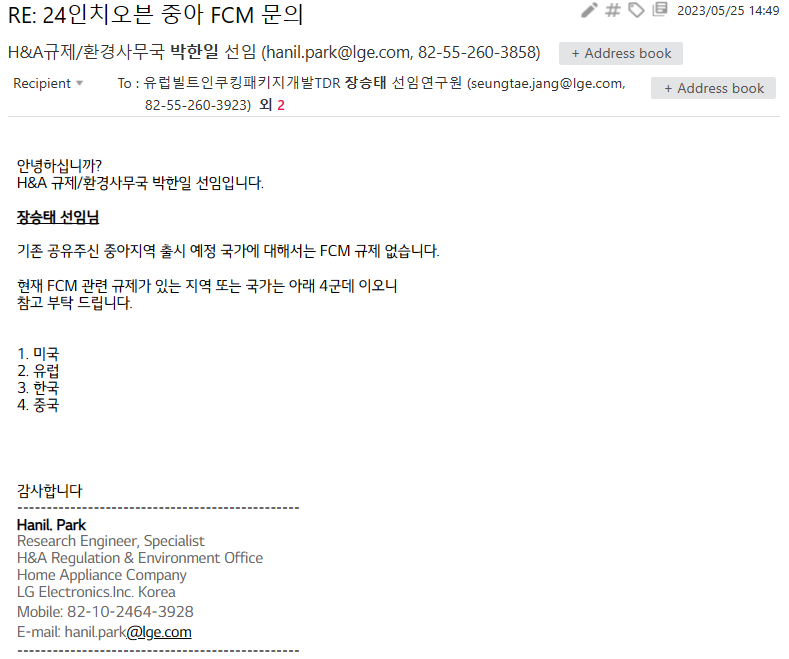 RE: 24인치오븐 중아 FCM 문의
2023/05/25 14:49
H&A규제/환경사무국 박한일 선임 (hanil.park@lge.com, 82-55-260-3858)
+ Address book
Recipient
To : 유럽빌트인쿠킹패키지개발TDR 장승태 선임연구원 (seungtae.jang@lge.com,
82-55-260-3923) 외 2
+ Address book
안녕하십니까?
H&A 규제/환경사무국 박한일 선임입니다.
장승태 선임님
기존 공유주신 중아지역 출시 예정 국가에 대해서는 FCM 규제 없습니다.
현재 FCM 관련 규제가 있는 지역 또는 국가는 아래 4군데 이오니
참고 부탁 드립니다.
1. 미국
2. 유럽
3. 한국
4. 중국
감사합니다
------------------------------------------------
Hanil. Park
Research Engineer, Specialist
H&A Regulation & Environment Office
Home Appliance Company
LG Electronics.Inc. Korea
Mobile: 82-10-2464-3928
E-mail: hanil.park@lge.com
------------------------------------------------